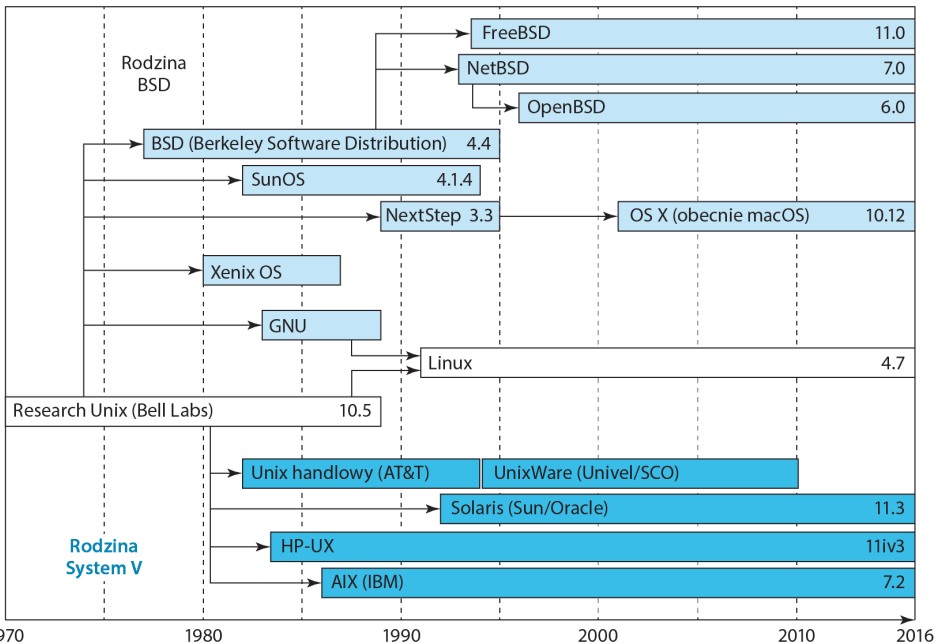 FreeBSD 11.0
Rodzina
BSD
NetBSD 7.0
OpenBSD 6.0
BSD (Berkeley Software Distribution) 4.4
SunOS 4.1.4
NextStep 3.3
OS X (obecnie macOS) 10.12
Xenix OS
GNU
Linux 4.7
Research Unix (Bell Labs) 10.5
Unix handlowy (AT&T)
UnixWare (Univel/SCO)
Solaris (Sun/Oracle) 11.3
Rodzina
System V
HP-UX 11iv3
AIX (IBM) 7.2
970 1980 1990 2000 2010 2016